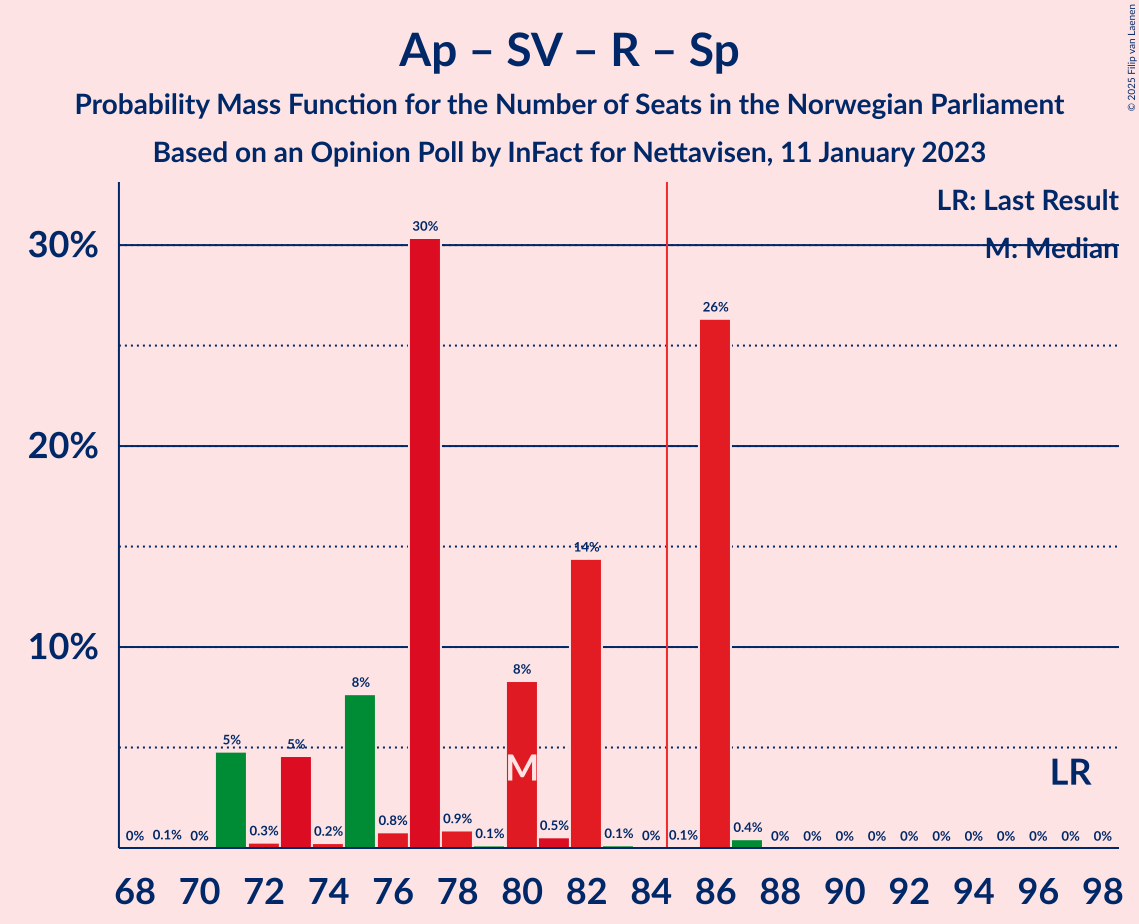 Ap – SV – R – Sp
Probability Mass Function for the Number of Seats in the Norwegian Parliament
Based on an Opinion Poll by InFact for Nettavisen, 11 January 2023
© 2025 Filip van Laenen
LR: Last Result
M: Median
30%
20%
10%
0% 0.1% 0% 5% 0.3% 5% 0.2% 8% 0.8% 30% 0.9% 0.1% 8% 0.5% 14% 0.1% 0% 0.1% 26% 0.4% 0% 0% 0% 0% 0% 0% 0% 0% 0% 0% 0%
M
LR
68 70 72 74 76 78 80 82 84 86 88 90 92 94 96 98